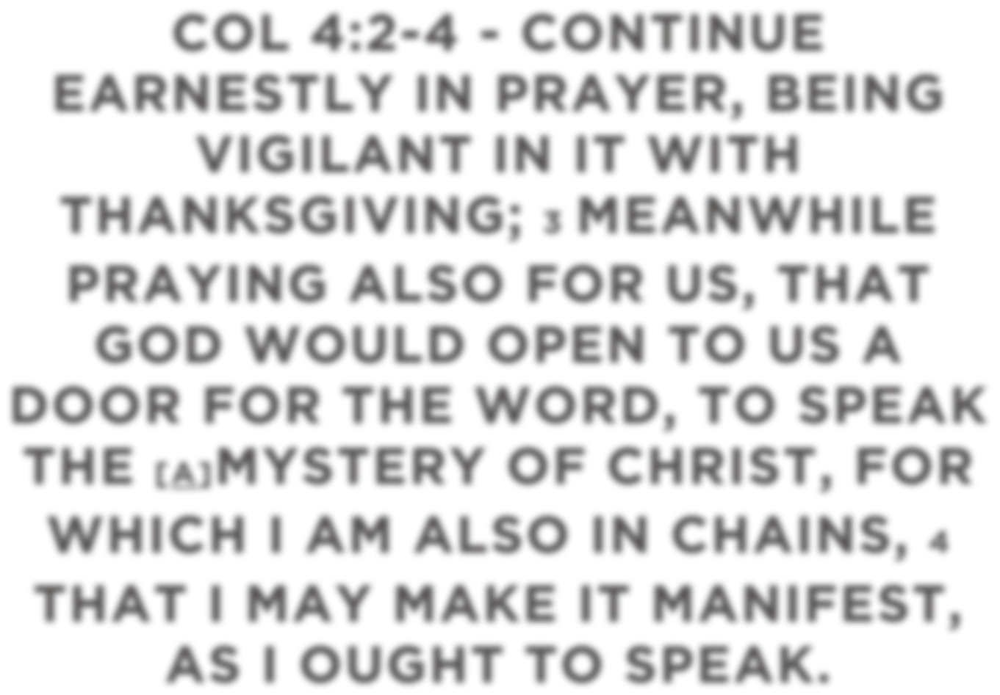 COL 4:2-4 - CONTINUE
EARNESTLY IN PRAYER, BEING
VIGILANT IN IT WITH
THANKSGIVING; 3 MEANWHILE
PRAYING ALSO FOR US, THAT
GOD WOULD OPEN TO US A
DOOR FOR THE WORD, TO SPEAK
THE [A]MYSTERY OF CHRIST, FOR
WHICH I AM ALSO IN CHAINS, 4
THAT I MAY MAKE IT MANIFEST,
AS I OUGHT TO SPEAK.